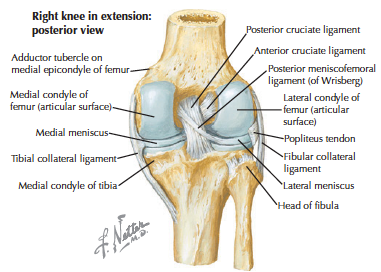 Right knee in extension:
posterior view
Adductor tubercle on
medial epicondyle of femur
Medial condyle of
femur (articular surface)
Medial meniscus
Tibial collateral ligament
Medial condyle of tibia
Posterior cruciate ligament
Anterior cruciate ligament
Posterior meniscofemoral
ligament (of Wrisberg)
Lateral condyle of
femur (articular
surface)
Popliteus tendon
Fibular collateral
ligament
Lateral meniscus
Head of fibula
F. Netter
M.D.